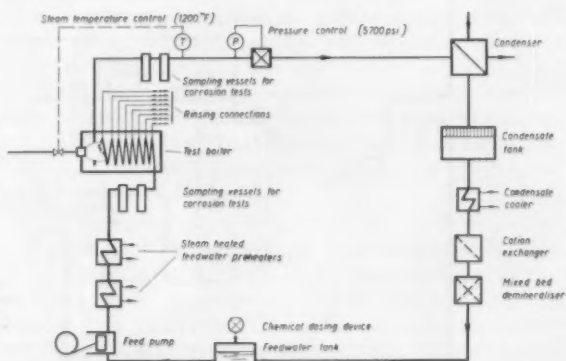 Steam temperature control (1200°F)
Pressure control (5700psi)
T
P
Condenser
Sampling vessels for
corrosion tests
Rinsing connections
Test boiler
Condensate
tank
Sampling vessels for
corrosion tests
Condensate
cooler
Steam heated
feedwater preheaters
Cation
exchanger
Mixed bed
demineraliser
Chemical dosing device
Feed pump
Feedwater tank